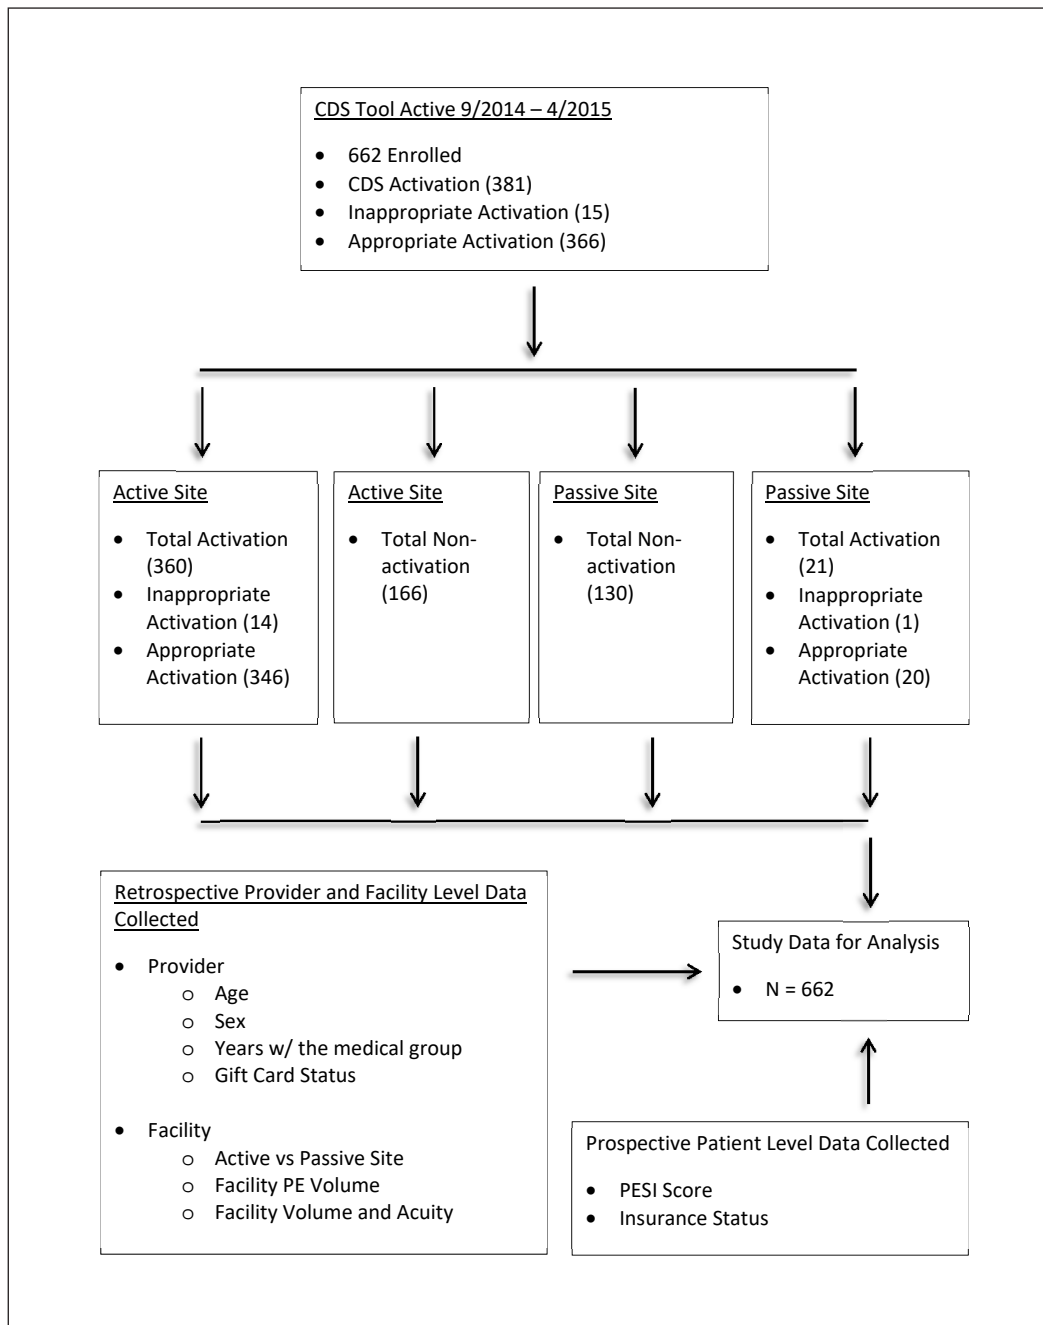 CDS Tool Active 9/2014 – 4/2015
• 662 Enrolled
• CDS Activation (381)
• Inappropriate Activation (15)
• Appropriate Activation (366)
Active Site
• Total Activation
(360)
• Inappropriate
Activation (14)
• Appropriate
Activation (346)
Active Site
• Total Non-
activation
(166)
Passive Site
• Total Non-
activation
(130)
Passive Site
• Total Activation
(21)
• Inappropriate
Activation (1)
• Appropriate
Activation (20)
Retrospective Provider and Facility Level Data
Collected
• Provider
o Age
o Sex
o Years w/ the medical group
o Gift Card Status
• Facility
o Active vs Passive Site
o Facility PE Volume
o Facility Volume and Acuity
Study Data for Analysis
• N = 662
Prospective Patient Level Data Collected
• PESI Score
• Insurance Status